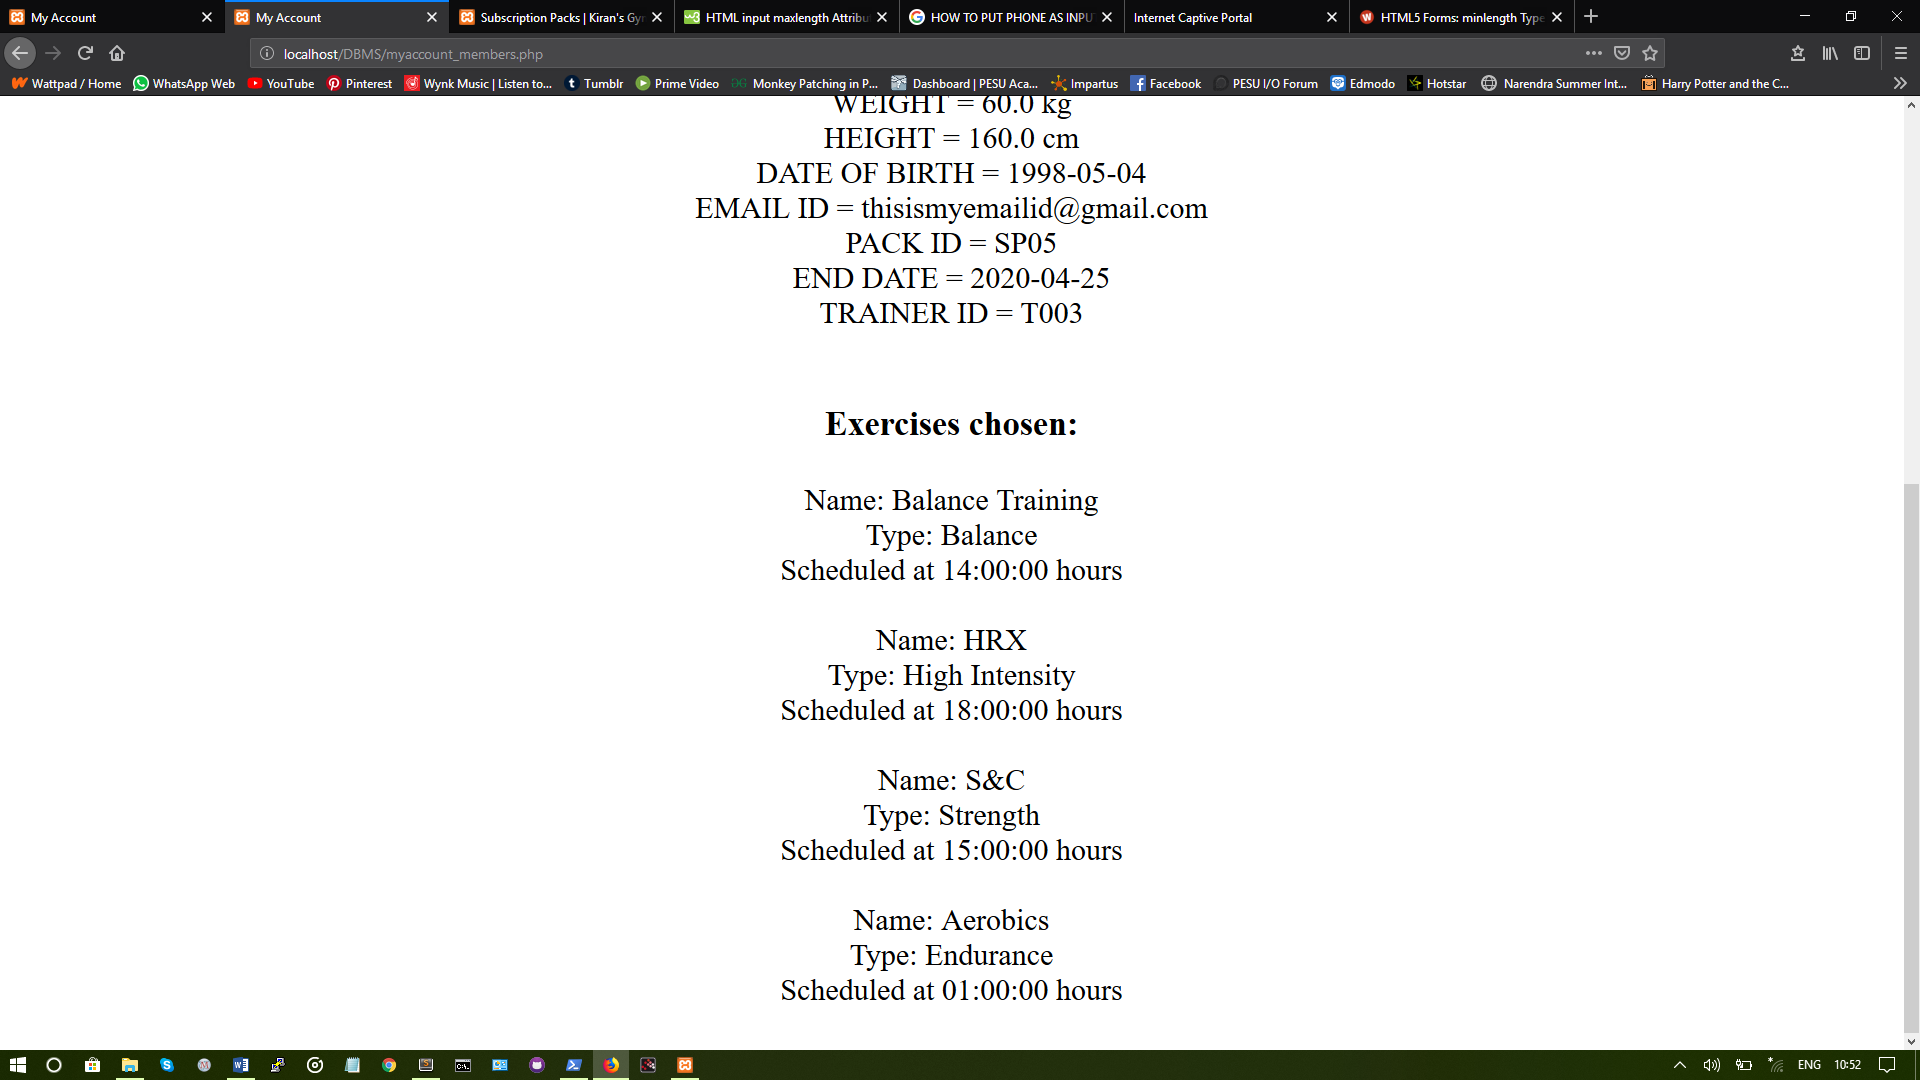 My Account
My Account
Subscription Packs | Kiran's Gyr
HTML input maxlength Attribu
HOW TO PUT PHONE AS INPU
Internet Captive Portal
HTML5 Forms: minlength Type
localhost/DBMS/myaccount_members.php
Wattpad / Home
WhatsApp Web
YouTube
Pinterest
Wynk Music | Listen to...
Tumblr
Prime Video
Monkey Patching in P...
Dashboard | PESU Aca...
Impartus
Facebook
PESU I/O Forum
Edmodo
Hotstar
Narendra Summer Int...
Harry Potter and the C...
WEIGHT = 60.0 kg
HEIGHT = 160.0 cm
DATE OF BIRTH = 1998-05-04
EMAIL ID = thisismyemailid@gmail.com
PACK ID = SP05
END DATE = 2020-04-25
TRAINER ID = T003
Exercises chosen:
Name: Balance Training
Type: Balance
Scheduled at 14:00:00 hours
Name: HRX
Type: High Intensity
Scheduled at 18:00:00 hours
Name: S&C
Type: Strength
Scheduled at 15:00:00 hours
Name: Aerobics
Type: Endurance
Scheduled at 01:00:00 hours
ENG
10:52